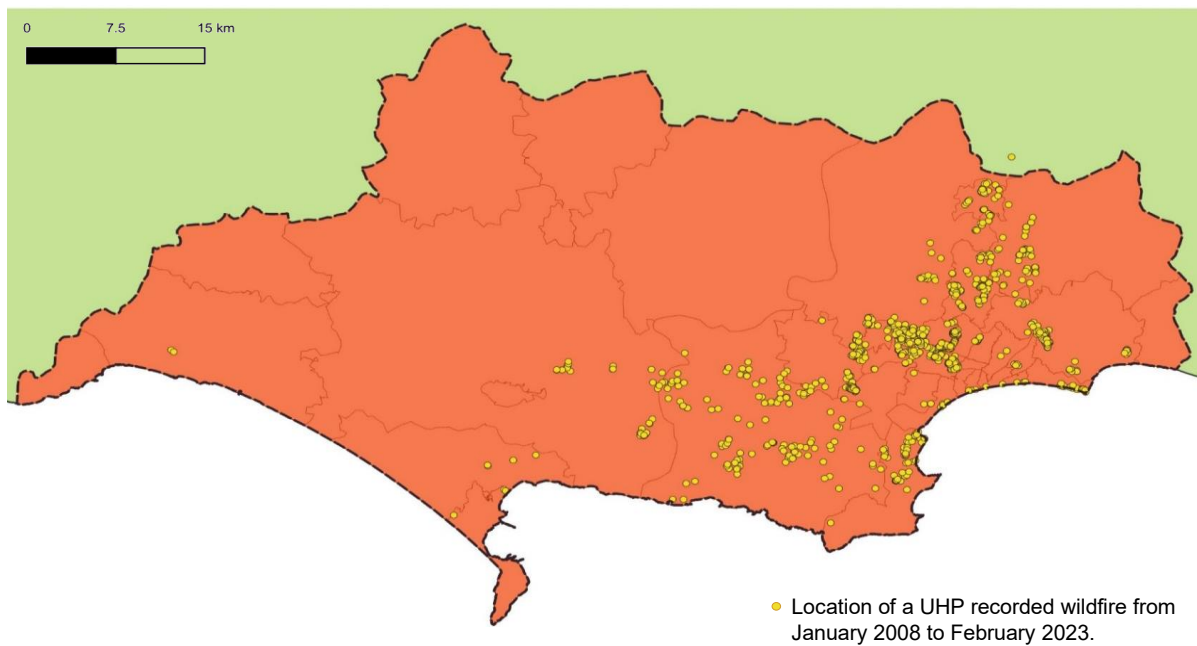 0 7.5 15 km
Location of a UHP recorded wildfire from
January 2008 to February 2023.